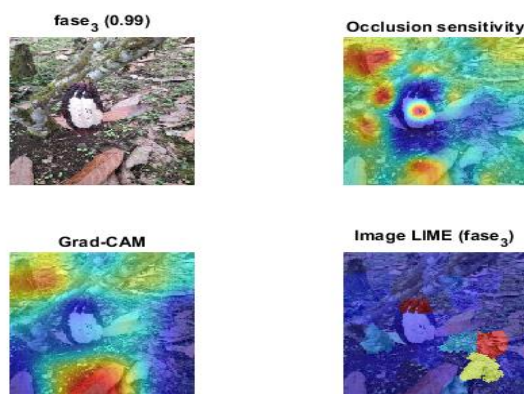 fase₃ (0.99)
Occlusion sensitivity
Grad-CAM
Image LIME (fase₃)